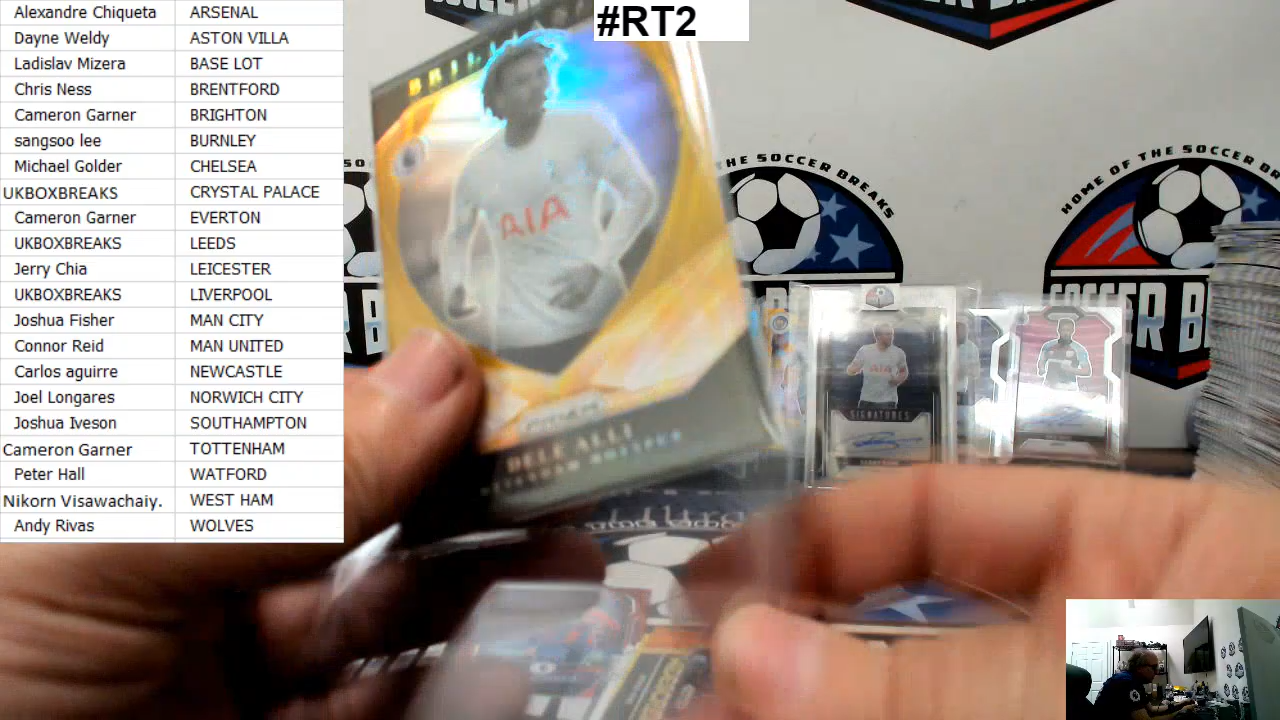 #RT2
Alexandre Chiqueta ARSENAL
Dayne Weldy ASTON VILLA
Ladislav Mizera BASE LOT
Chris Ness BRENTFORD
Cameron Garner BRIGHTON
sangsoo lee BURNLEY
Michael Golder CHELSEA
UKBOXBREAKS CRYSTAL PALACE
Cameron Garner EVERTON
UKBOXBREAKS LEEDS
Jerry Chia LEICESTER
UKBOXBREAKS LIVERPOOL
Joshua Fisher MAN CITY
Connor Reid MAN UNITED
Carlos aguirre NEWCASTLE
Joel Longares NORWICH CITY
Joshua Iveson SOUTHAMPTON
Cameron Garner TOTTENHAM
Peter Hall WATFORD
Nikorn Visawachaiy. WEST HAM
Andy Rivas WOLVES
AIA
DELE ALLI
HE SOCCER BREAKS
HOME OF THE SOCCER BR
SOCCER BR
AIA
SIGNATURES